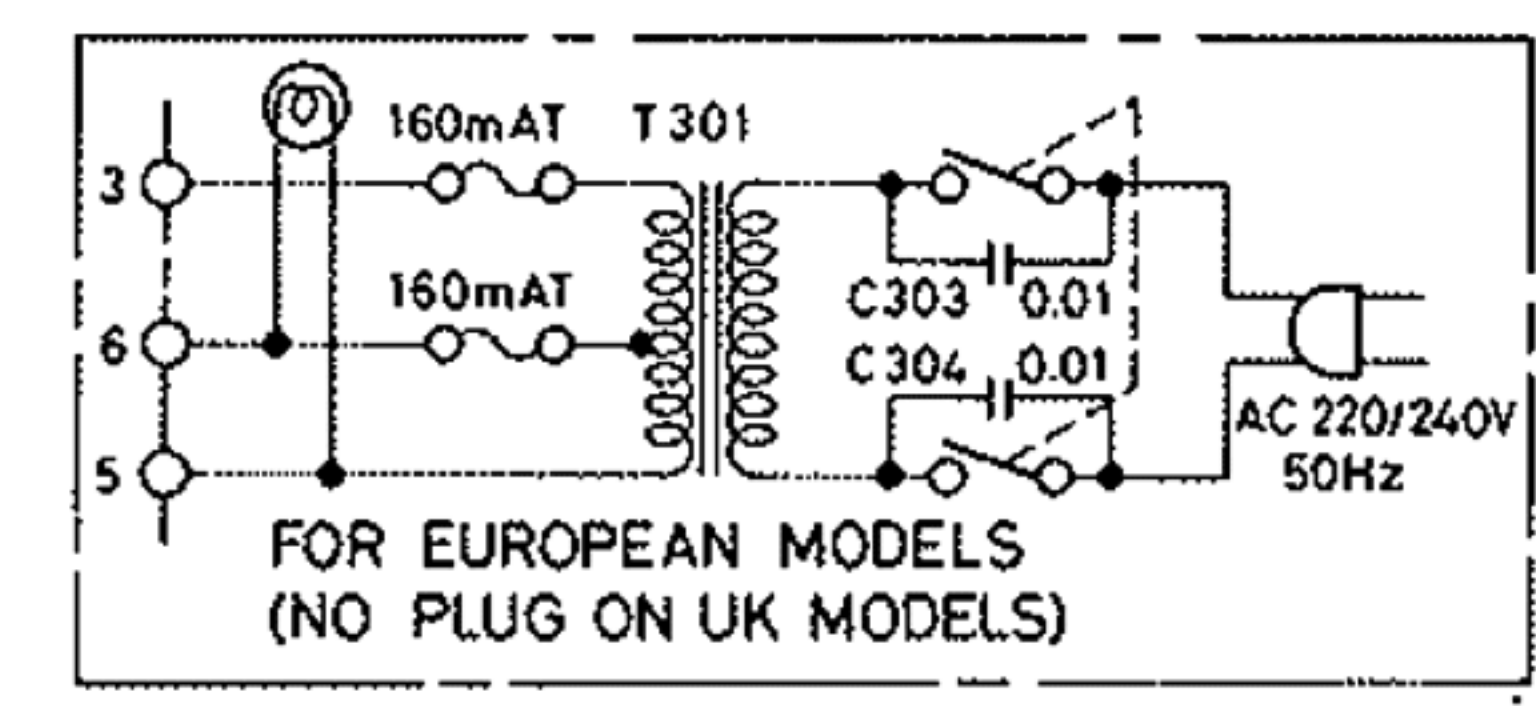 160mAT T301
3
160mAT
C303 0.01
6
C304 0.01
AC 220/240V
5
50Hz
FOR EUROPEAN MODELS
(NO PLUG ON UK MODELS)